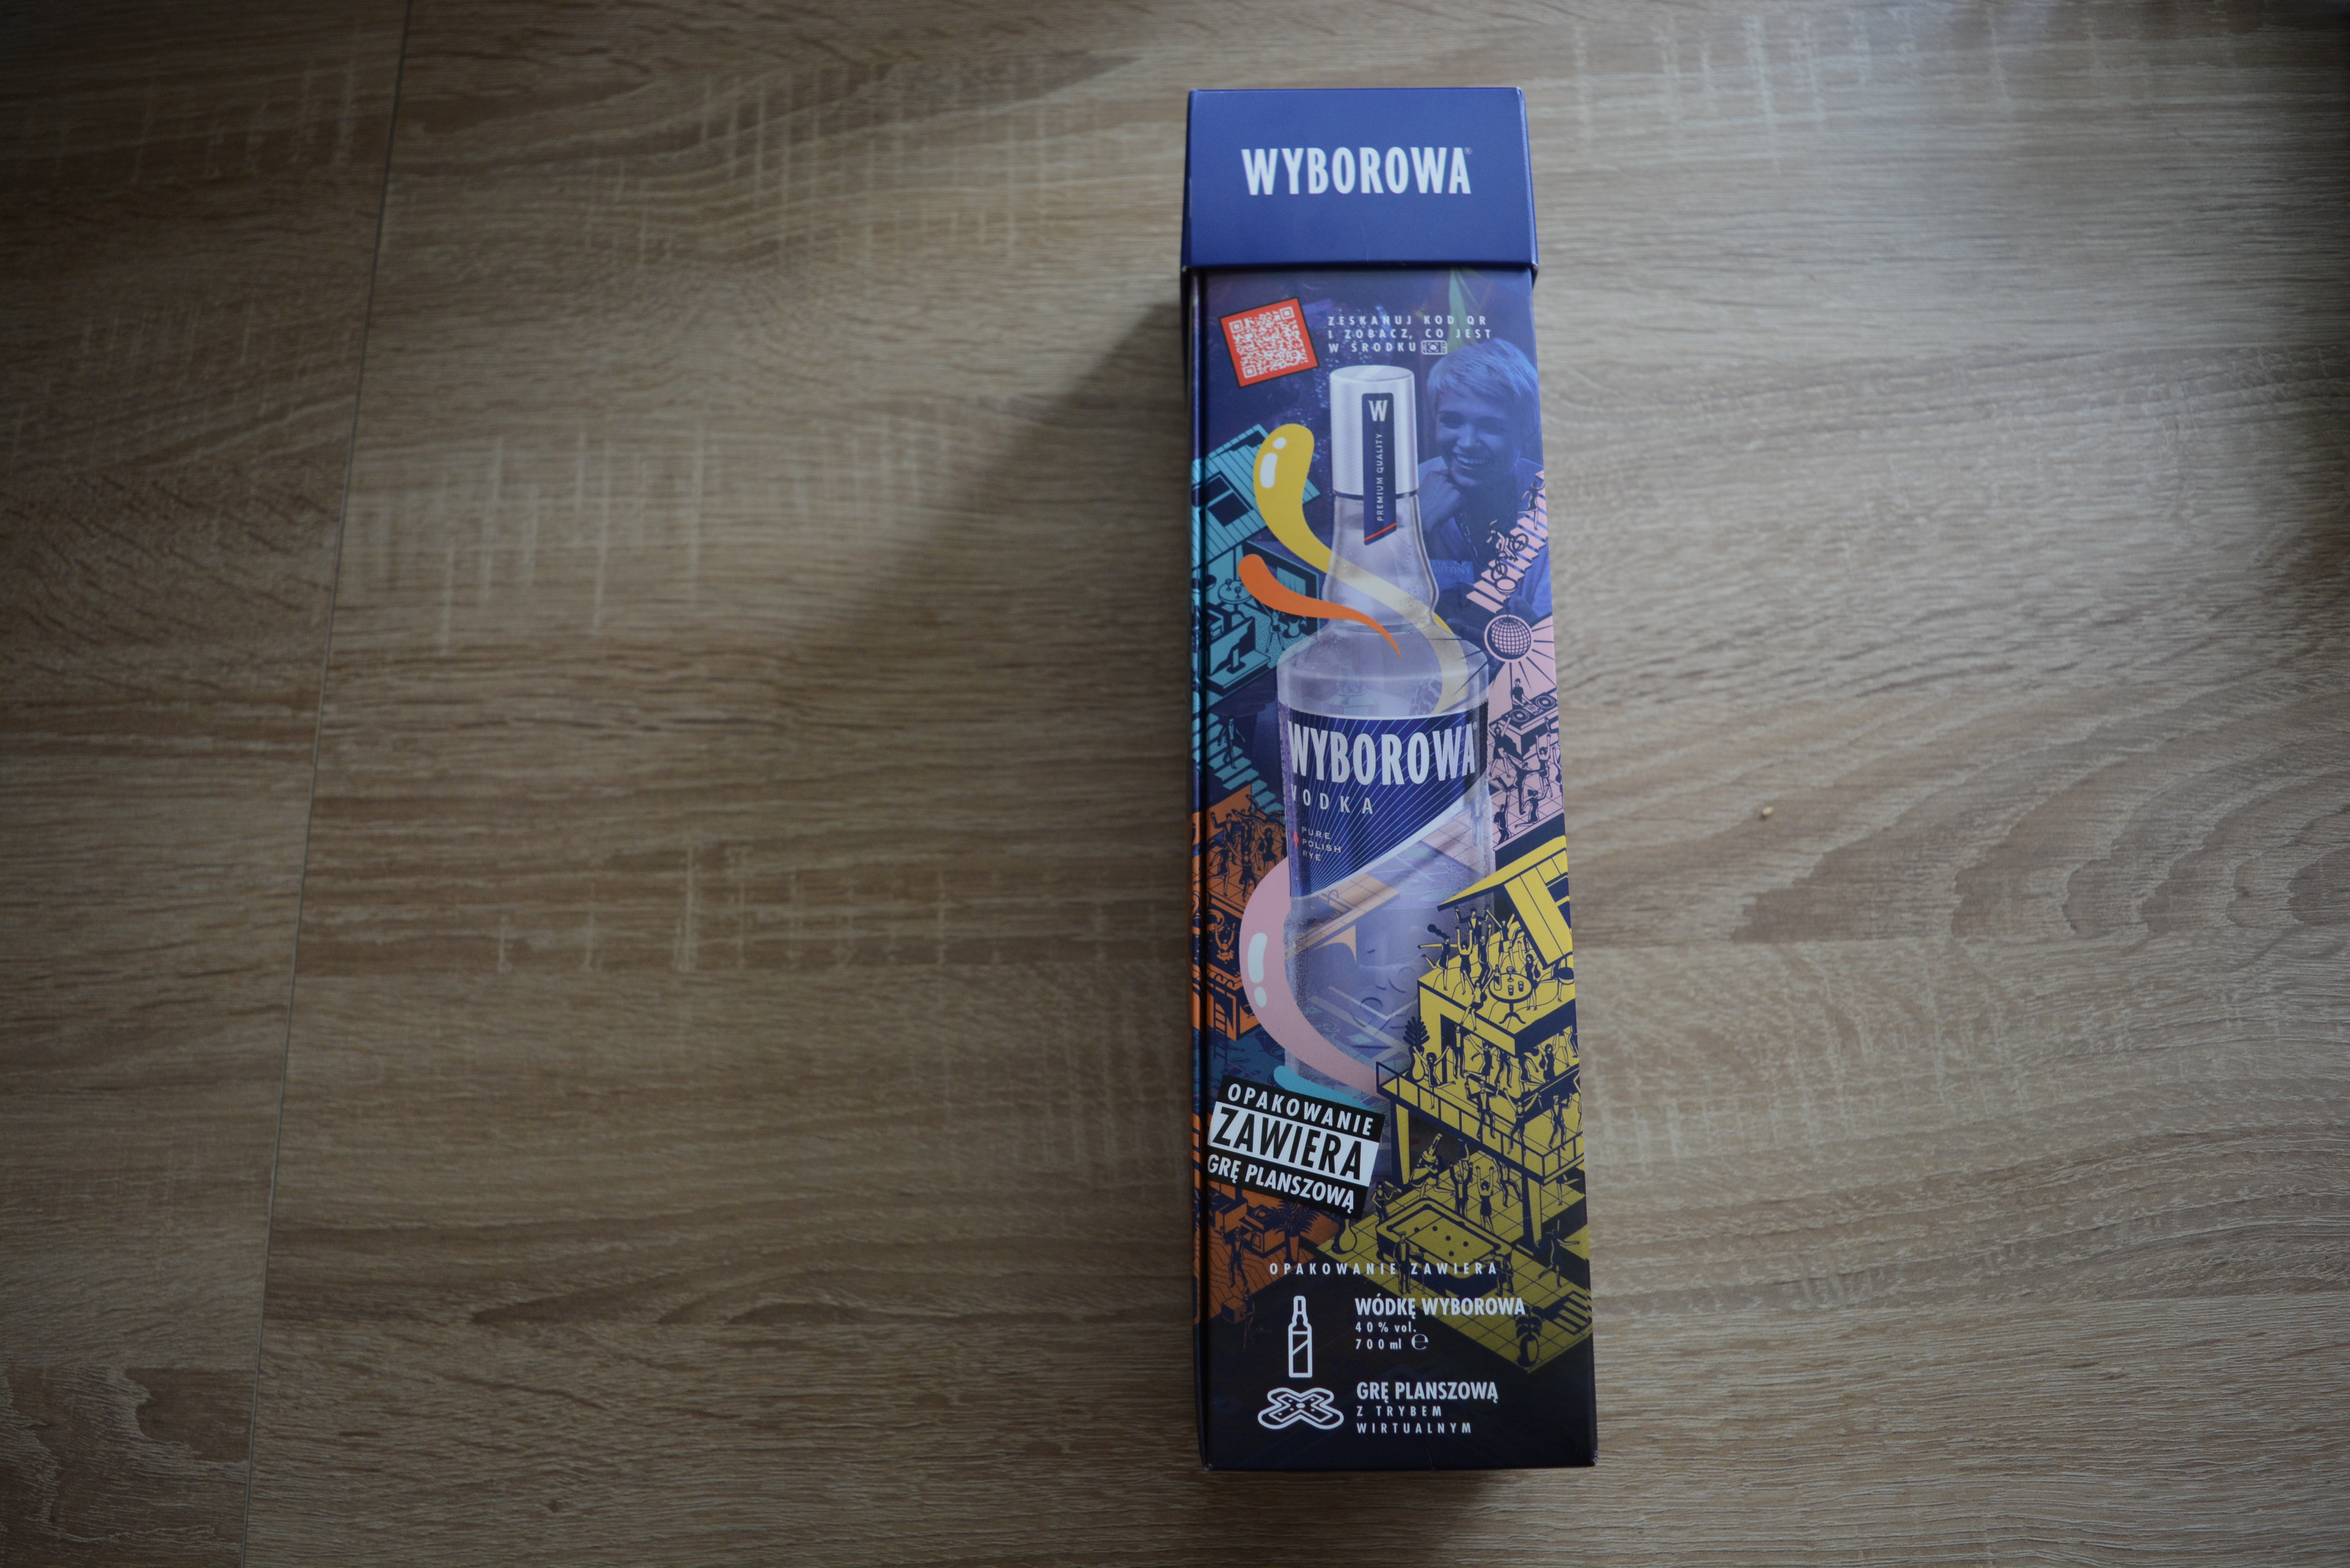 WYBOROWA®
ZESKANUJ KOD QR
I ZOBACZ, CO JEST
W ŚRODKU
W
PREMIUM QUALITY
WYBOROWA
VODKA
PURE
POLISH
RYE
OPAKOWANIE
ZAWIERA
GRĘ PLANSZOWĄ
OPAKOWANIE ZAWIERA
WÓDKĘ WYBOROWA
40% vol.
700ml ℮
GRĘ PLANSZOWĄ
Z TRYBEM
WIRTUALNYM